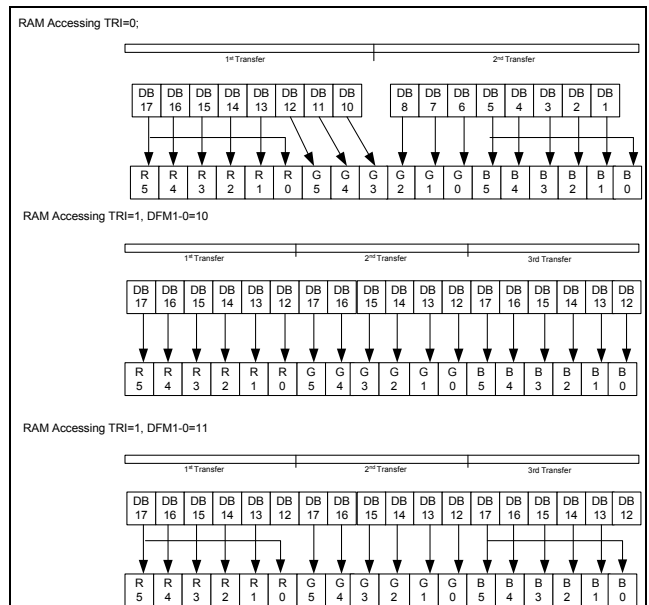 RAM Accessing TRI=0;
1st Transfer 2nd Transfer
DB DB DB DB DB DB DB DB DB DB DB DB DB DB DB DB
17 16 15 14 13 12 11 10 8 7 6 5 4 3 2 1
R R R R R R G G G G G G B B B B B B
5 4 3 2 1 0 5 4 3 2 1 0 5 4 3 2 1 0
RAM Accessing TRI=1, DFM1-0=10
1st Transfer 2nd Transfer 3rd Transfer
DB DB DB DB DB DB DB DB DB DB DB DB DB DB DB DB DB DB
17 16 15 14 13 12 17 16 15 14 13 12 17 16 15 14 13 12
R R R R R R G G G G G G B B B B B B
5 4 3 2 1 0 5 4 3 2 1 0 5 4 3 2 1 0
RAM Accessing TRI=1, DFM1-0=11
1st Transfer 2nd Transfer 3rd Transfer
DB DB DB DB DB DB DB DB DB DB DB DB DB DB DB DB DB DB
17 16 15 14 13 12 17 16 15 14 13 12 17 16 15 14 13 12
R R R R R R G G G G G G B B B B B B
5 4 3 2 1 0 5 4 3 2 1 0 5 4 3 2 1 0